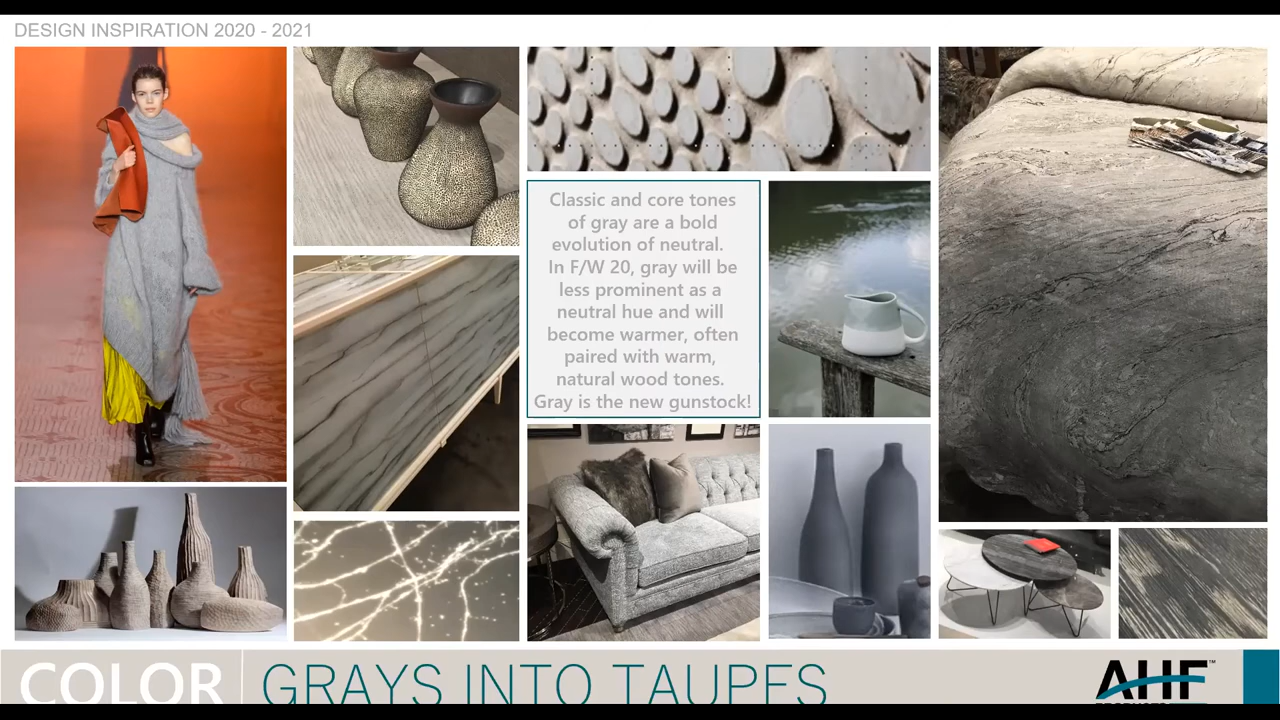 DESIGN INSPIRATION 2020 - 2021
Classic and core tones
of gray are a bold
evolution of neutral.
In F/W 20, gray will be
less prominent as a
neutral hue and will
become warmer, often
paired with warm,
natural wood tones.
Gray is the new gunstock!
COLOR
GRAYS INTO TAUPES
AHF™
PRODUCTS